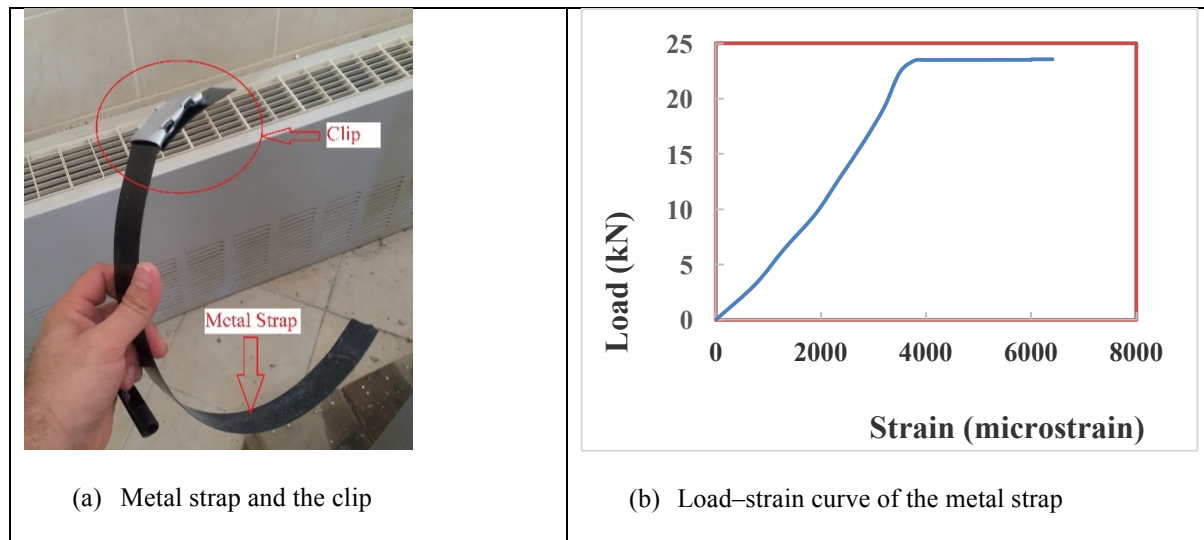 Clip
Metal Strap
(a) Metal strap and the clip
25
20
15
10
5
0
0 2000 4000 6000 8000
Load (kN)
Strain (microstrain)
(b) Load–strain curve of the metal strap